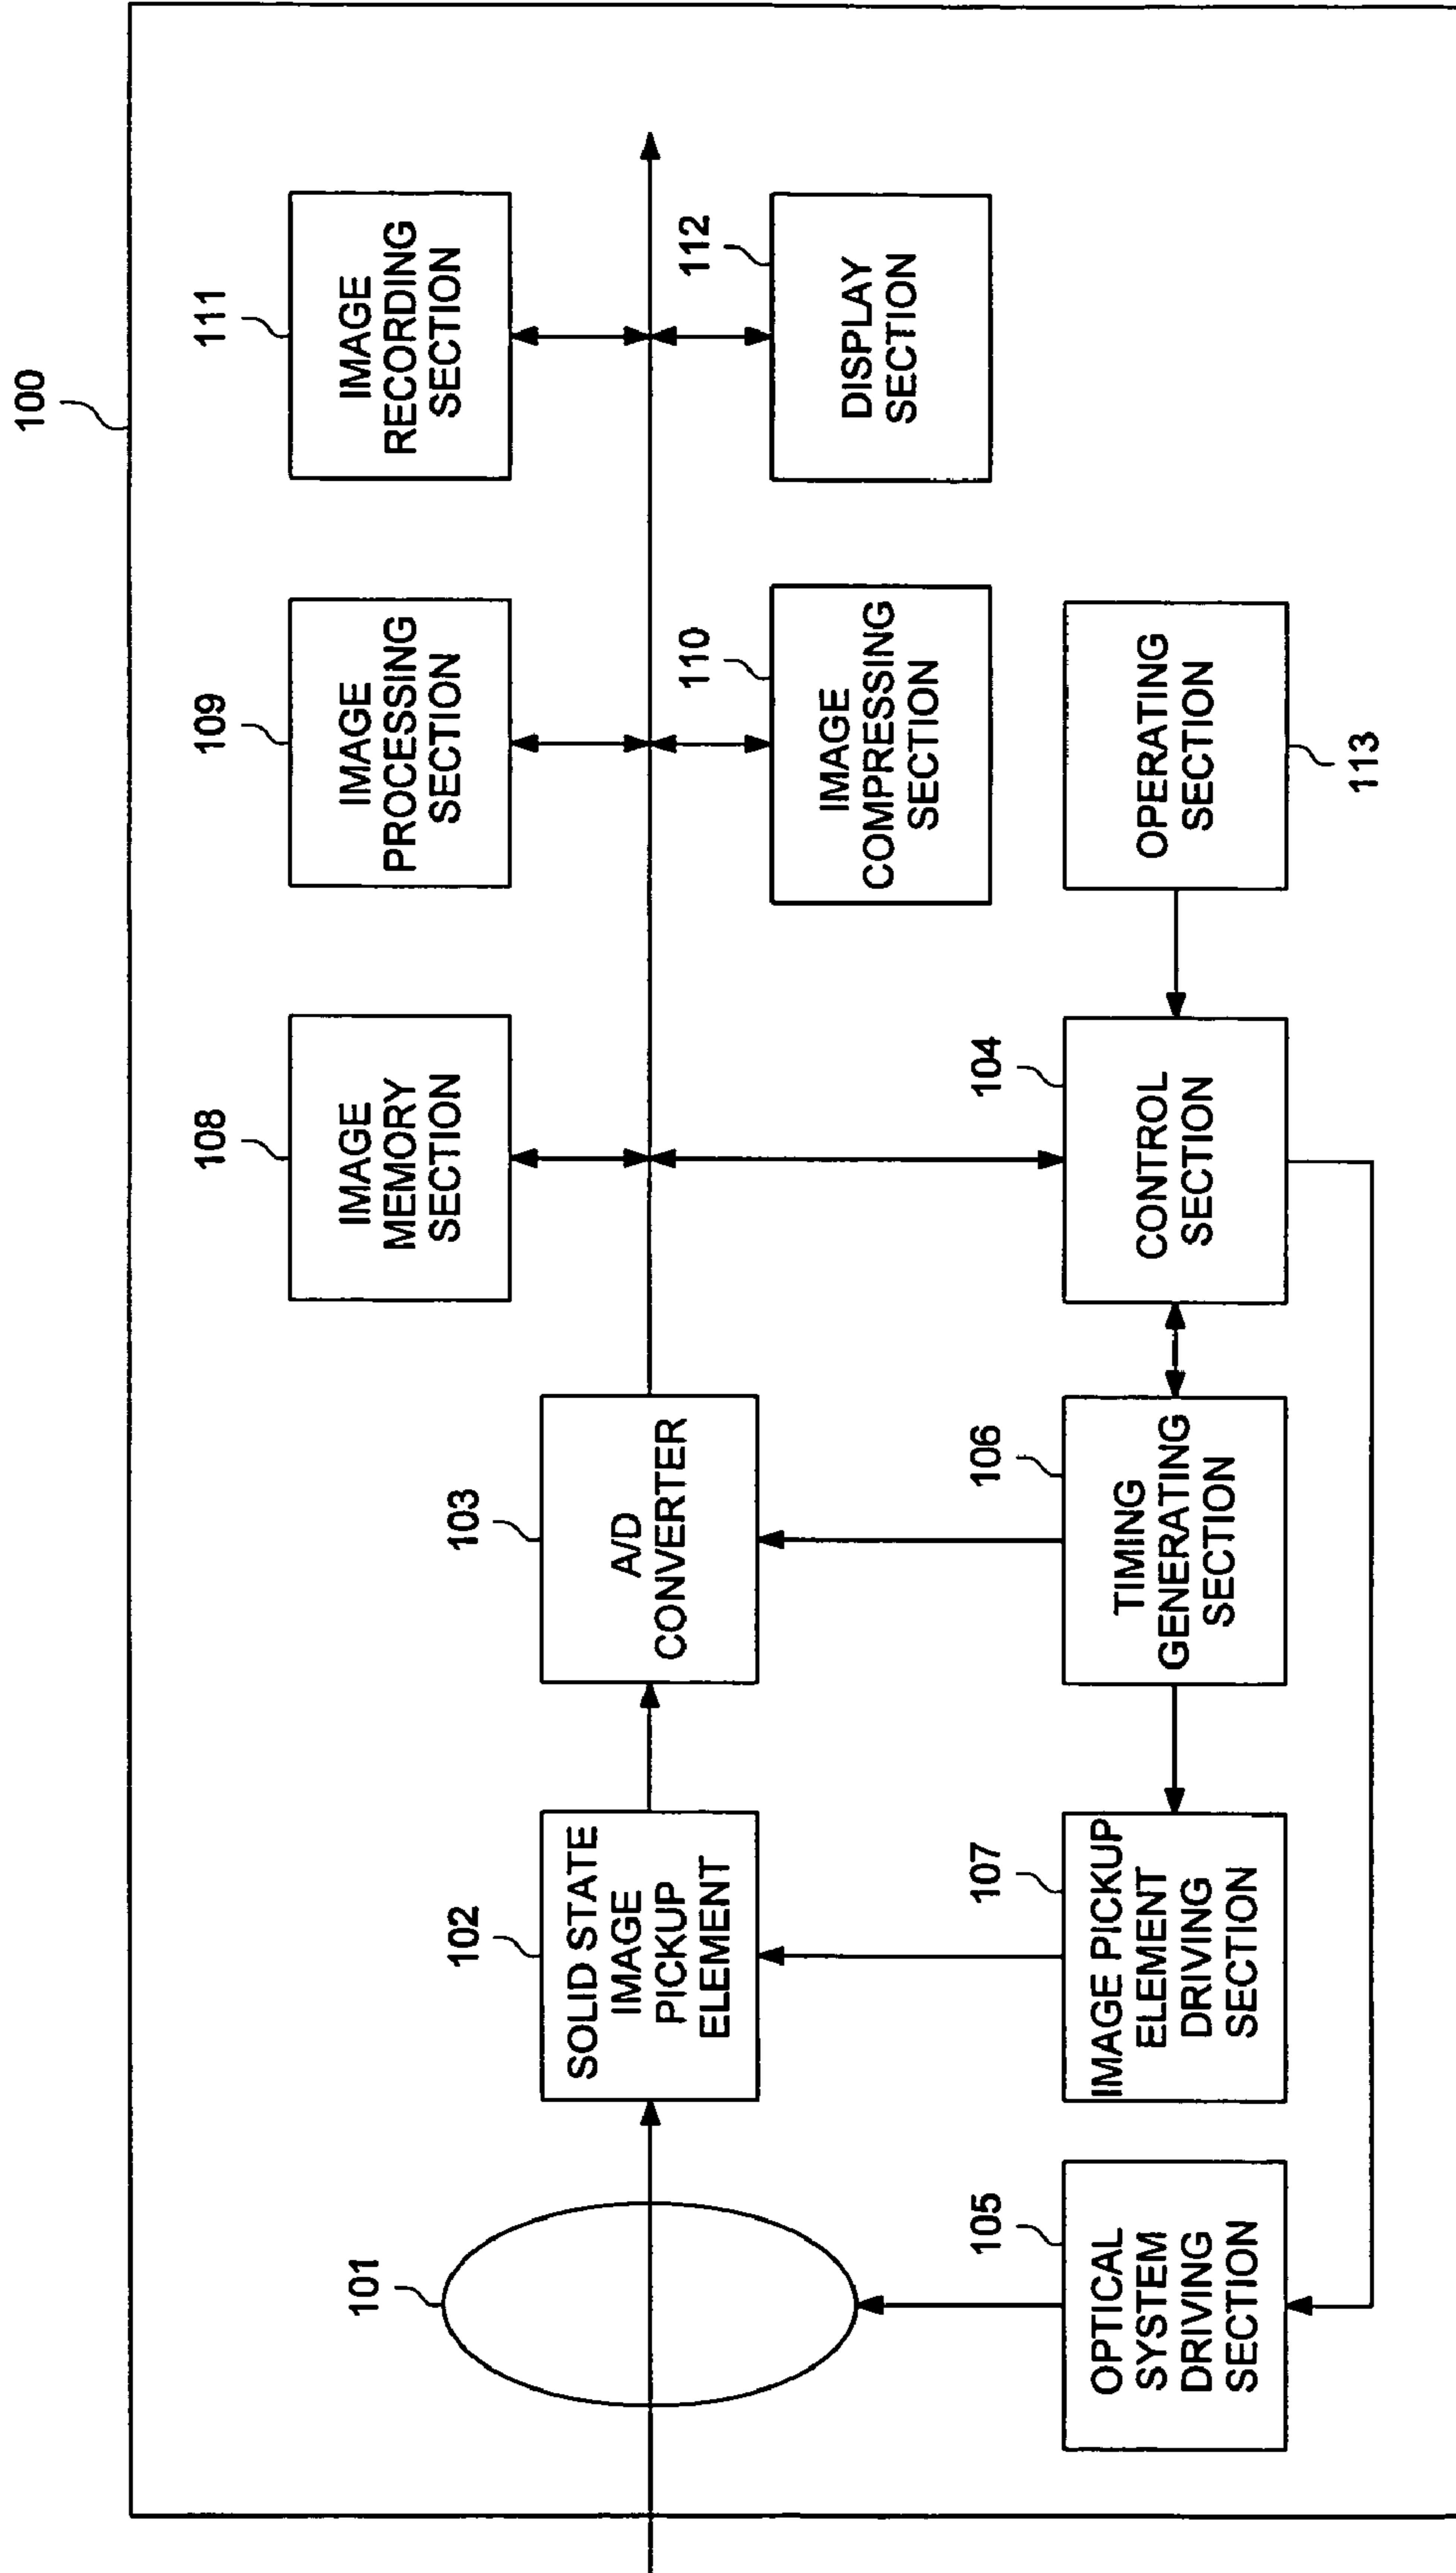 100
111
IMAGE
RECORDING
SECTION
109
IMAGE
PROCESSING
SECTION
108
IMAGE
MEMORY
SECTION
112
DISPLAY
SECTION
110
IMAGE
COMPRESSING
SECTION
103
A/D
CONVERTER
102
SOLID STATE
IMAGE
PICKUP
ELEMENT
101
105
OPTICAL
SYSTEM
DRIVING
SECTION
107
IMAGE PICKUP
ELEMENT
DRIVING
SECTION
106
TIMING
GENERATING
SECTION
104
CONTROL
SECTION
OPERATING
SECTION
113